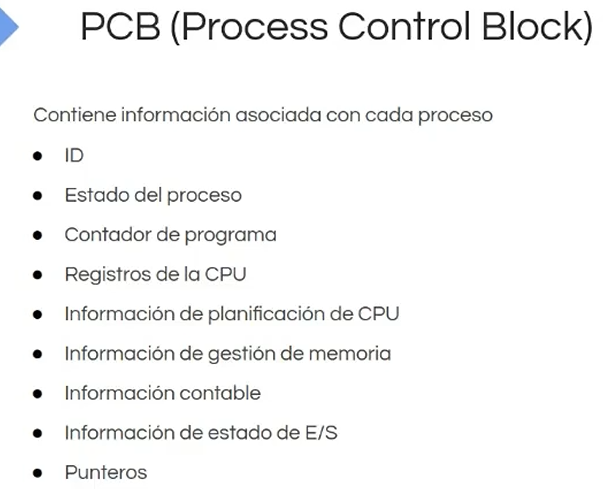 PCB (Process Control Block)
Contiene información asociada con cada proceso
● ID
● Estado del proceso
● Contador de programa
● Registros de la CPU
● Información de planificación de CPU
● Información de gestión de memoria
● Información contable
● Información de estado de E/S
● Punteros